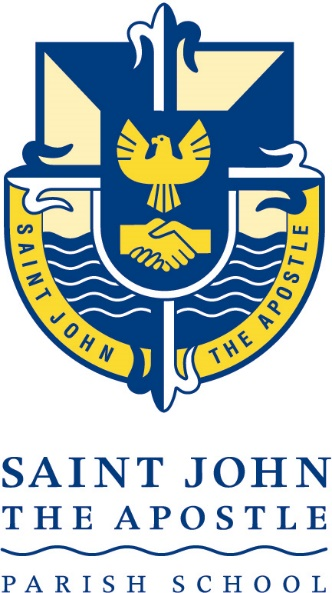 SAINT JOHN THE APOSTLE
SAINT JOHN
THE APOSTLE
PARISH SCHOOL